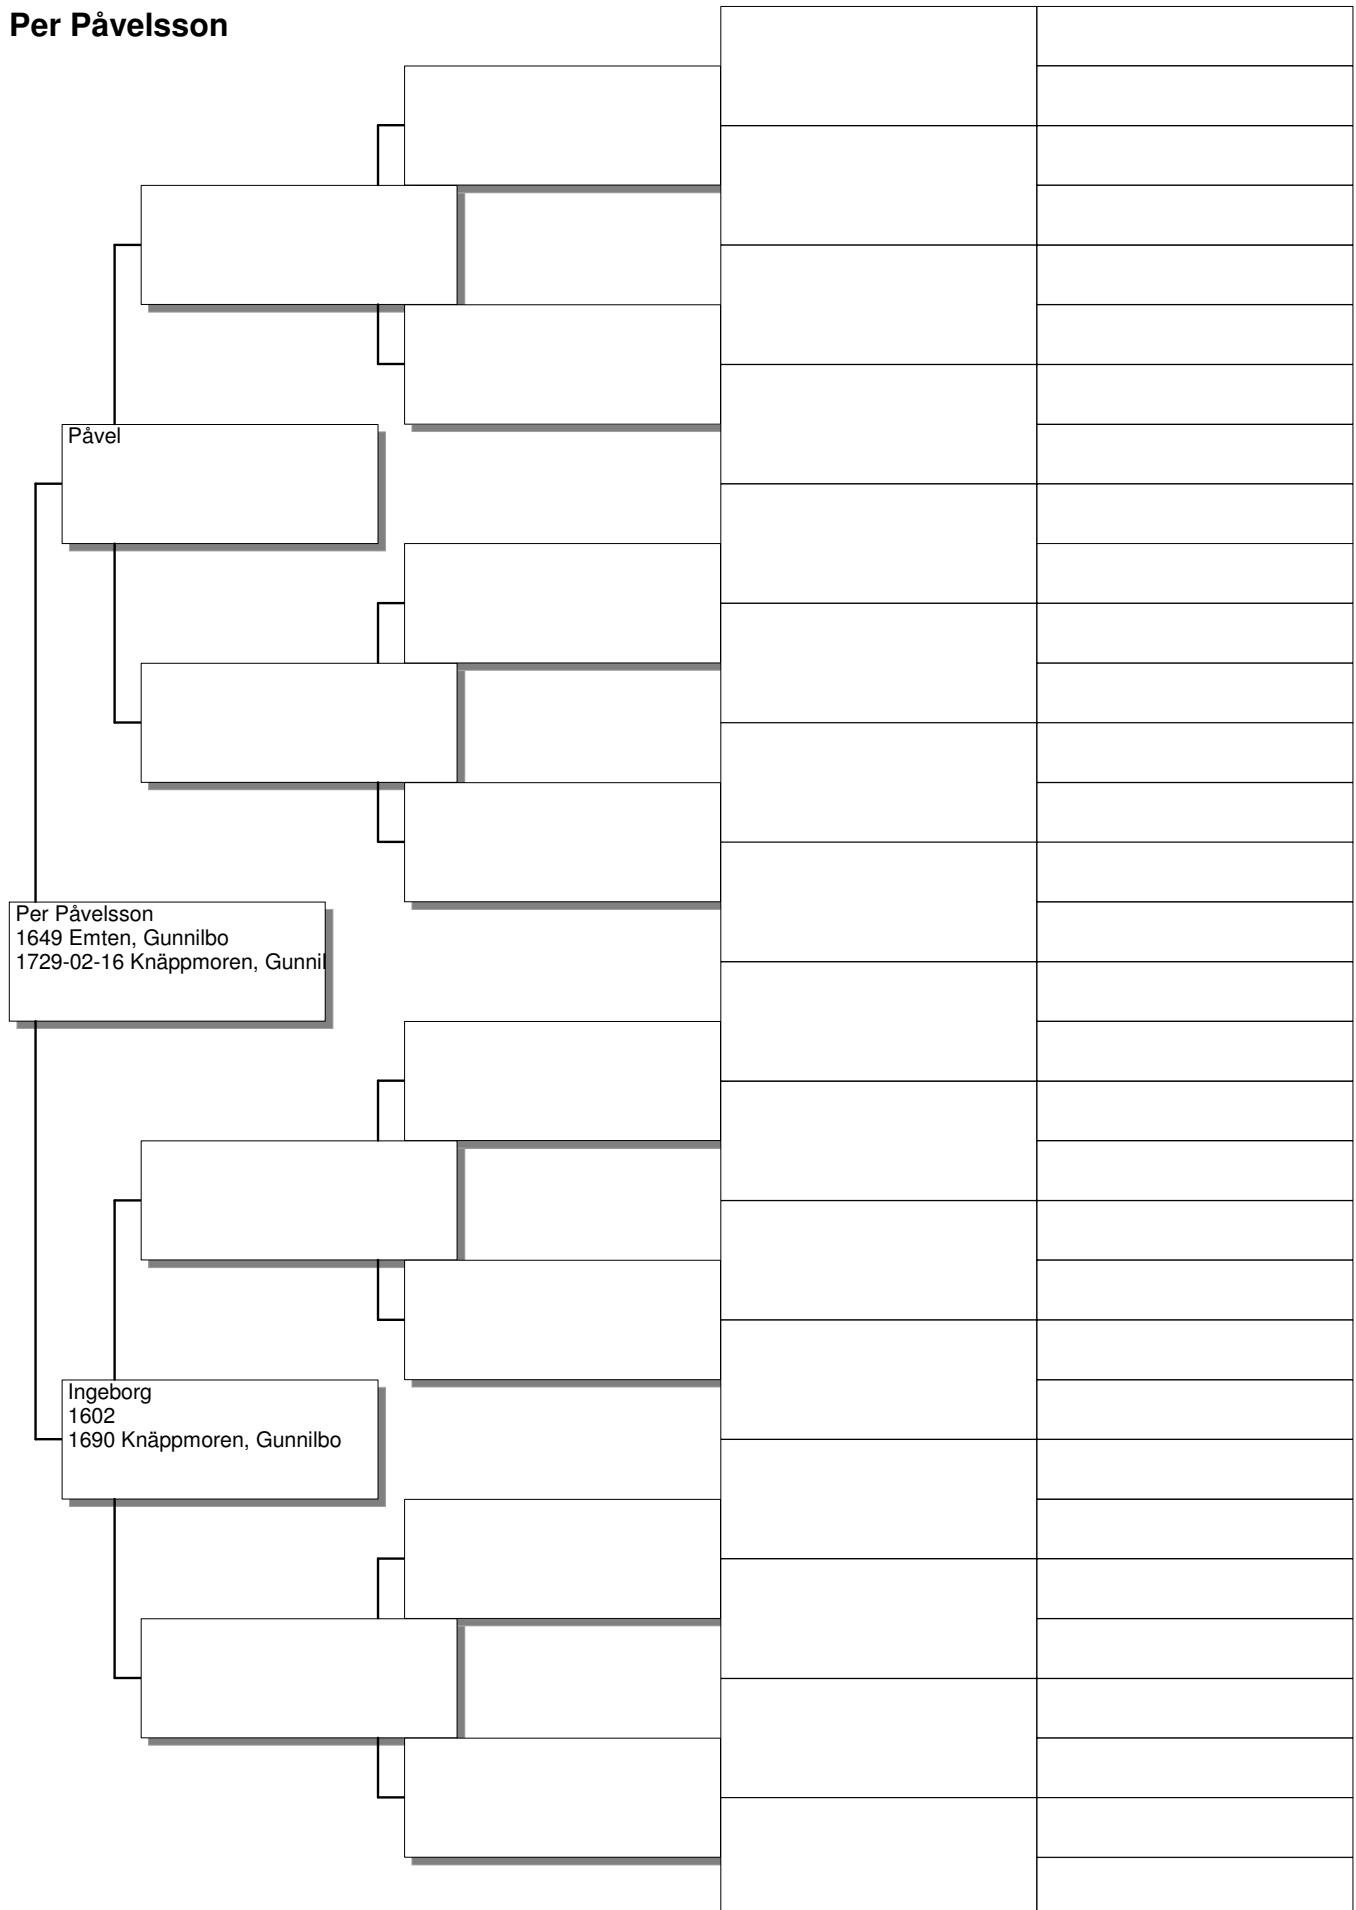 Per Påvelsson
Påvel
Per Påvelsson
1649 Emten, Gunnilbo
1729-02-16 Knäppmoren, Gunnil
Ingeborg
1602
1690 Knäppmoren, Gunnilbo